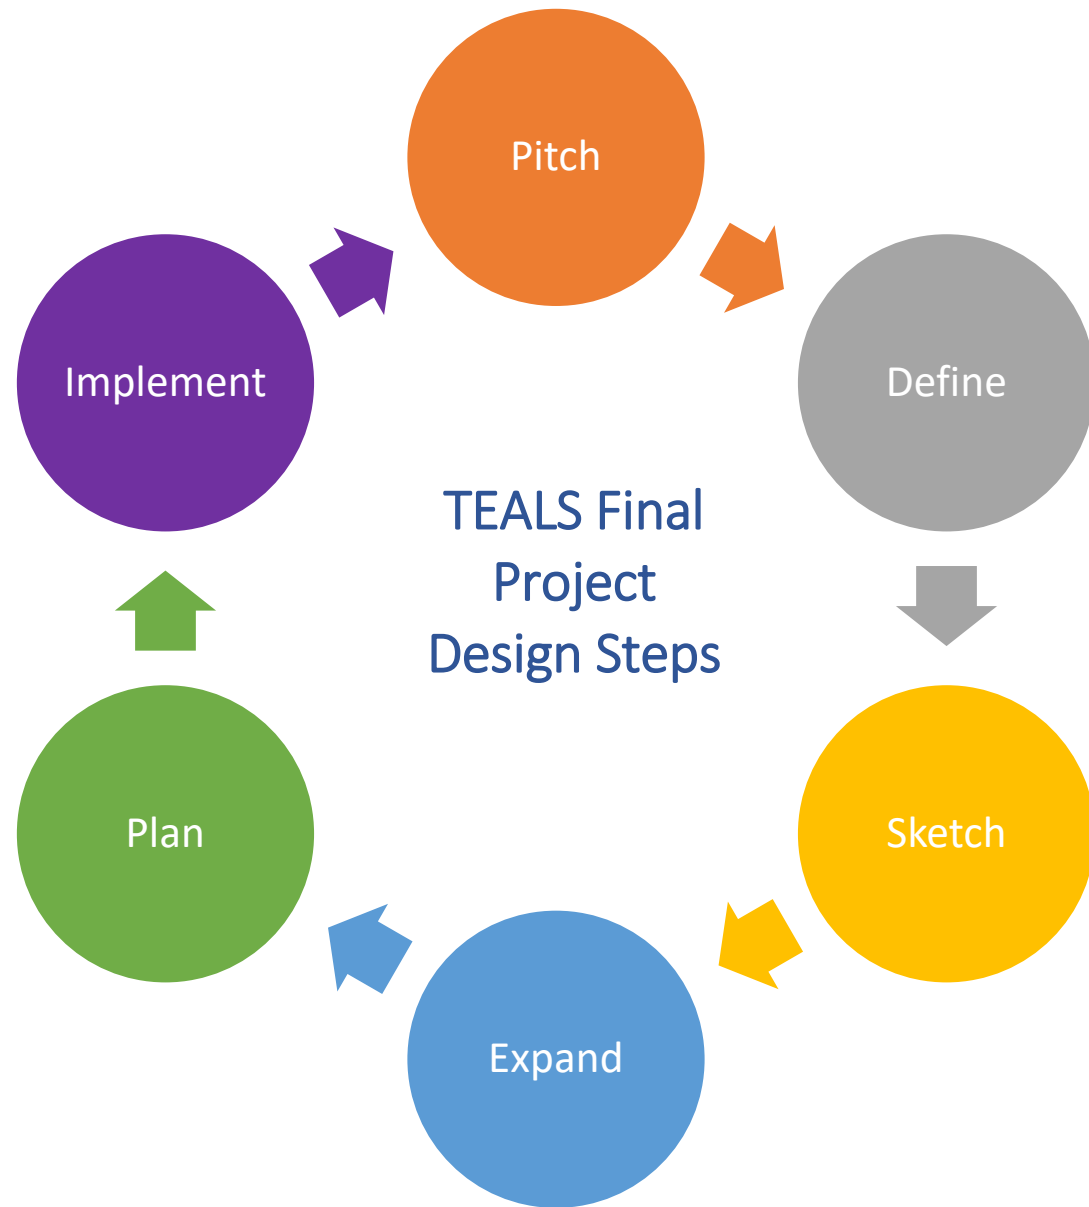 Pitch
Define
Sketch
Expand
Plan
Implement
TEALS Final
Project
Design Steps